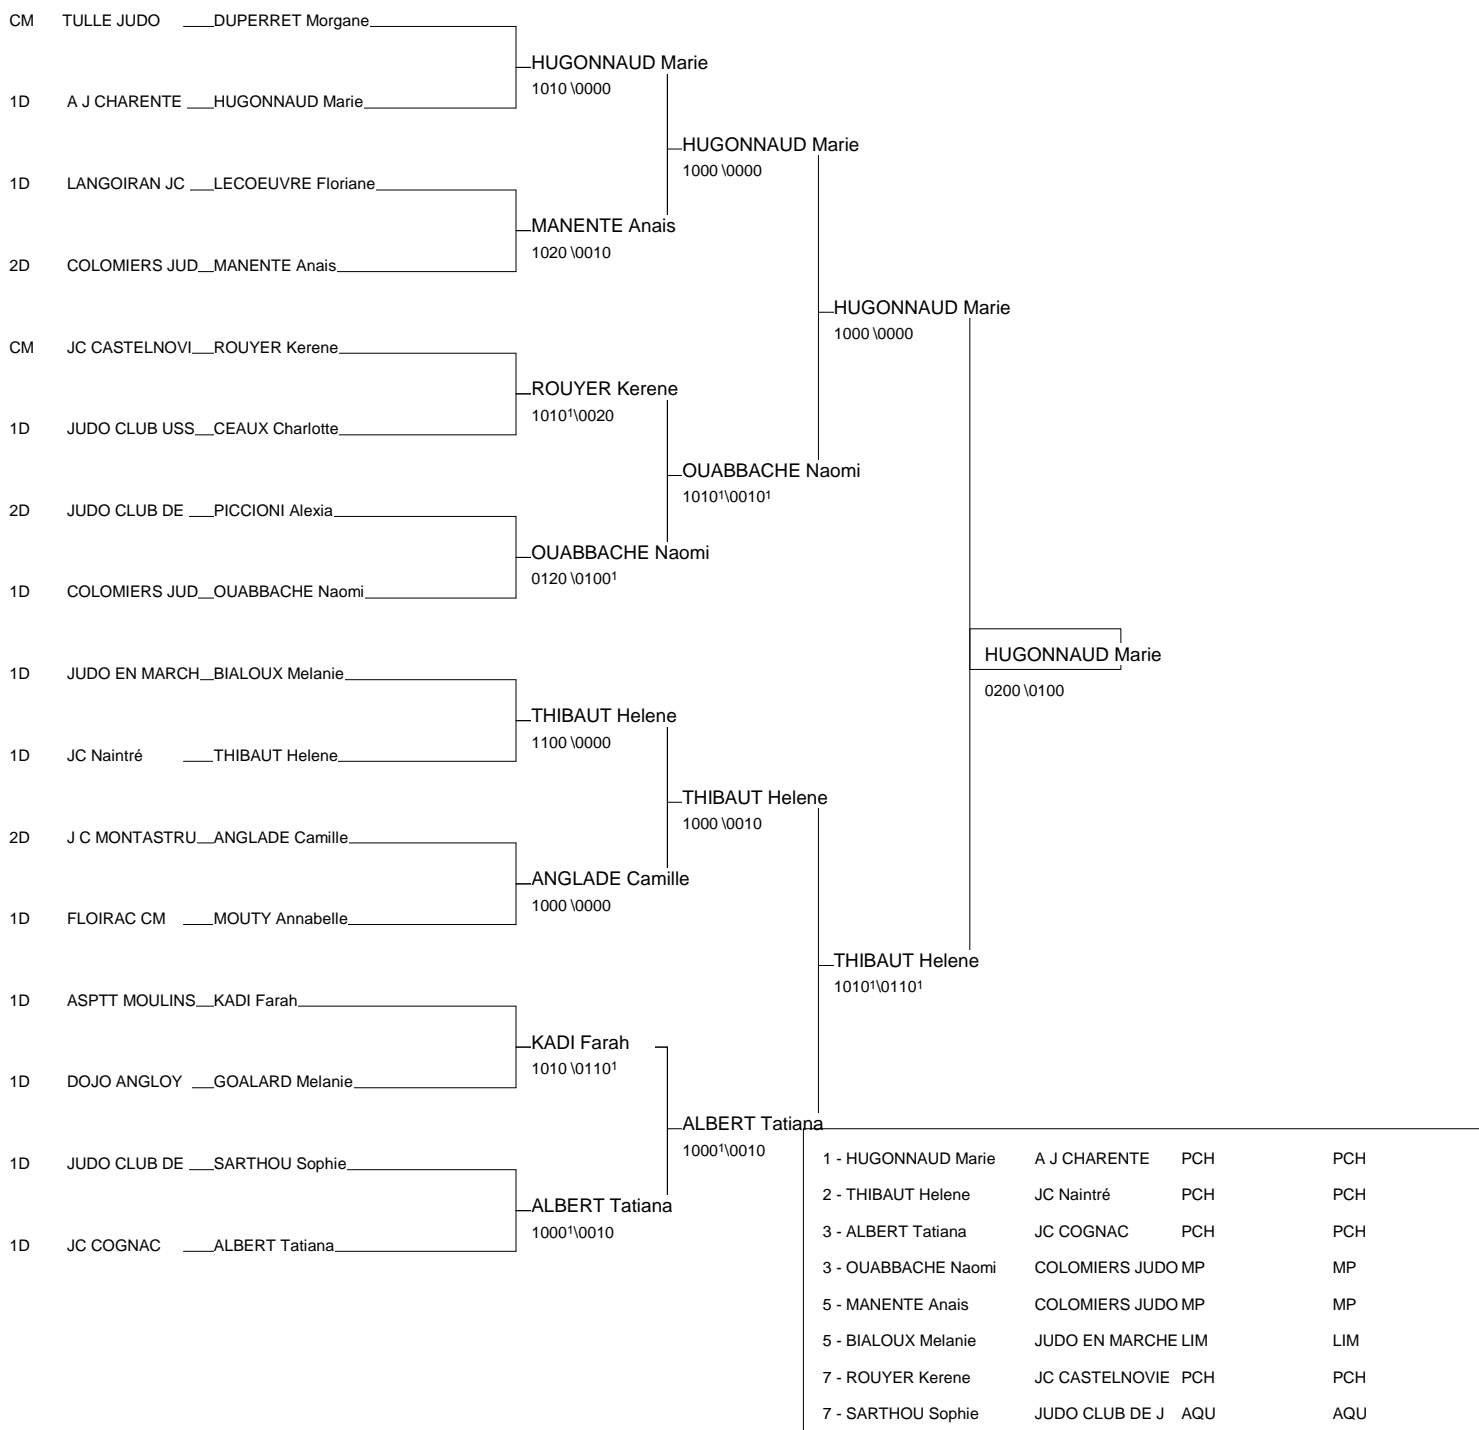 CM TULLE JUDO DUPERRET Morgane
HUGONNAUD Marie
1010 \0000
1D A J CHARENTE HUGONNAUD Marie
HUGONNAUD Marie
1000 \0000
1D LANGOIRAN JC LECOEUVRE Floriane
MANENTE Anais
1020 \0010
2D COLOMIERS JUD MANENTE Anais
HUGONNAUD Marie
1000 \0000
CM JC CASTELNOVI ROUYER Kerene
ROUYER Kerene
1010¹\0020
1D JUDO CLUB USS CEAUX Charlotte
OUABBACHE Naomi
1010¹\0010¹
2D JUDO CLUB DE PICCIONI Alexia
OUABBACHE Naomi
0120 \0100¹
1D COLOMIERS JUD OUABBACHE Naomi
HUGONNAUD Marie
0200 \0100
1D JUDO EN MARCH BIALOUX Melanie
THIBAUT Helene
1100 \0000
1D JC Naintré THIBAUT Helene
THIBAUT Helene
1000 \0010
2D J C MONTASTRU ANGLADE Camille
ANGLADE Camille
1000 \0000
1D FLOIRAC CM MOUTY Annabelle
THIBAUT Helene
1010¹\0110¹
1D ASPTT MOULINS KADI Farah
KADI Farah
1010 \0110¹
1D DOJO ANGLOY GOALARD Melanie
ALBERT Tatiana
1000¹\0010
1D JUDO CLUB DE SARTHOU Sophie
ALBERT Tatiana
1000¹\0010
1D JC COGNAC ALBERT Tatiana
1 - HUGONNAUD Marie A J CHARENTE PCH PCH
2 - THIBAUT Helene JC Naintré PCH PCH
3 - ALBERT Tatiana JC COGNAC PCH PCH
3 - OUABBACHE Naomi COLOMIERS JUDO MP MP
5 - MANENTE Anais COLOMIERS JUDO MP MP
5 - BIALOUX Melanie JUDO EN MARCHE LIM LIM
7 - ROUYER Kerene JC CASTELNOVIE PCH PCH
7 - SARTHOU Sophie JUDO CLUB DE J AQU AQU